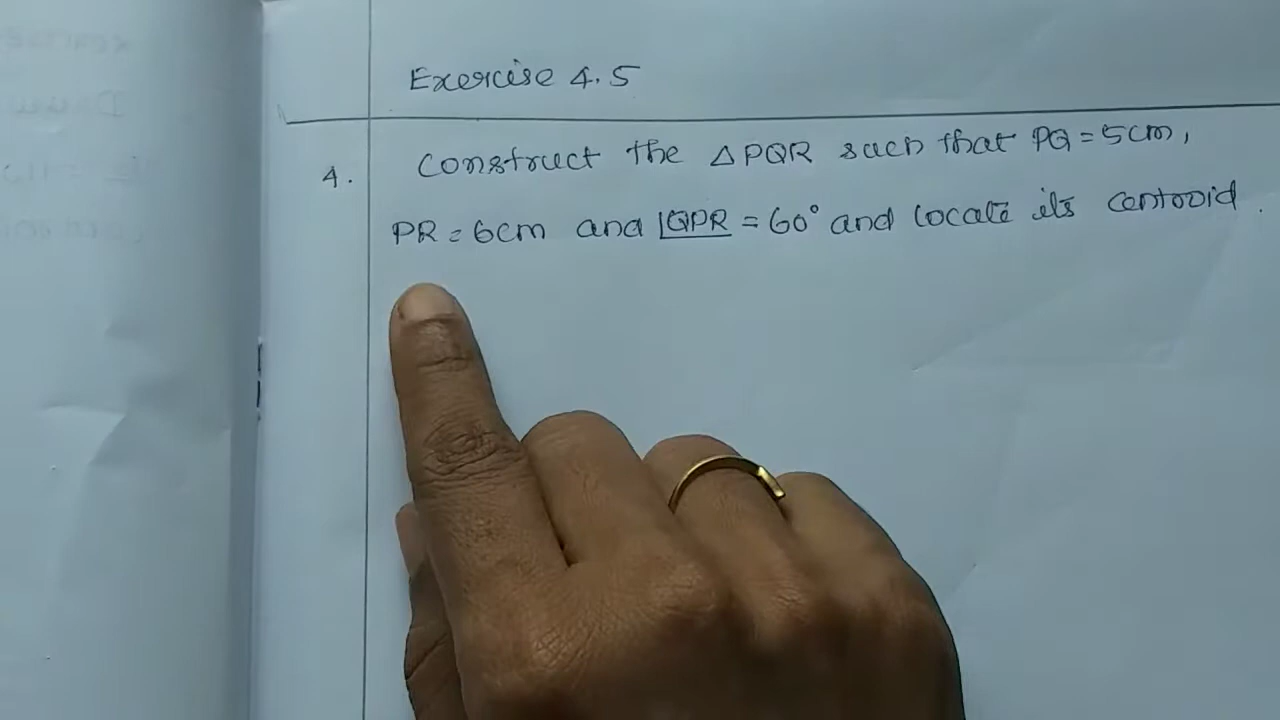 Exercise 4.5
4. Construct the △PQR such that PQ = 5cm,
PR = 6cm and ∠QPR = 60° and locate its centroid.